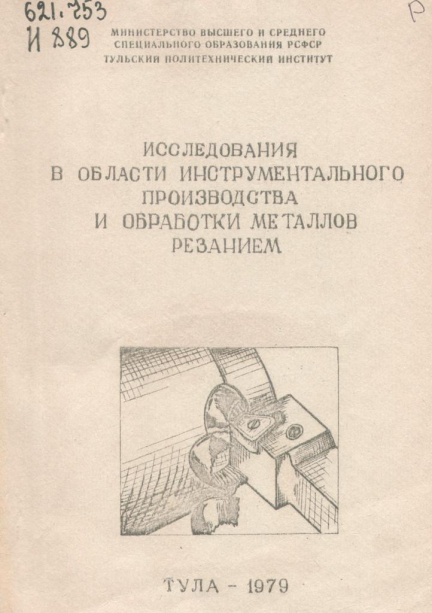 621.753
И 889
Р
МИНИСТЕРСТВО ВЫСШЕГО И СРЕДНЕГО
СПЕЦИАЛЬНОГО ОБРАЗОВАНИЯ РСФСР
ТУЛЬСКИЙ ПОЛИТЕХНИЧЕСКИЙ ИНСТИТУТ
ИССЛЕДОВАНИЯ
В ОБЛАСТИ ИНСТРУМЕНТАЛЬНОГО
ПРОИЗВОДСТВА
И ОБРАБОТКИ МЕТАЛЛОВ
РЕЗАНИЕМ
ТУЛА - 1979